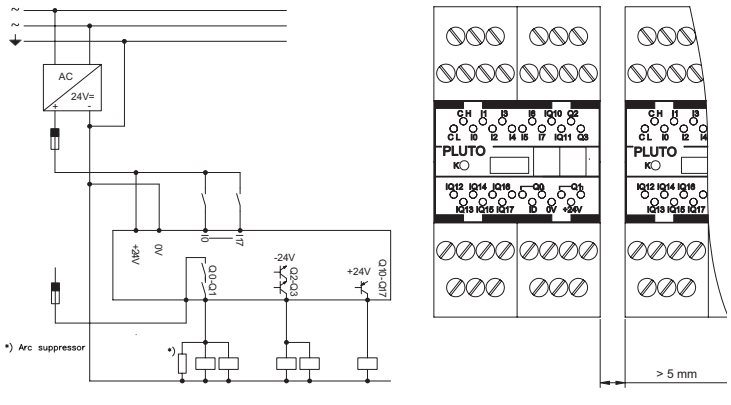 ~
~
AC
24V=
+ -
+24V
0V
I0
I17
Q0-Q1
-24V
Q2-Q3
+24V
Q10-Q17
*)
*) Arc suppressor
C H I1 I3 I6 IQ10 Q2
C L I0 I2 I4 I5 I7 IQ11 Q3
PLUTO
K
IQ12 IQ14 IQ16 Q0 Q1
IQ13 IQ15 IQ17 ID 0V +24V
C H I1 I3
C L I0 I2 I4
PLUTO
K
IQ12 IQ14 IQ16
IQ13 IQ15 IQ17
> 5 mm